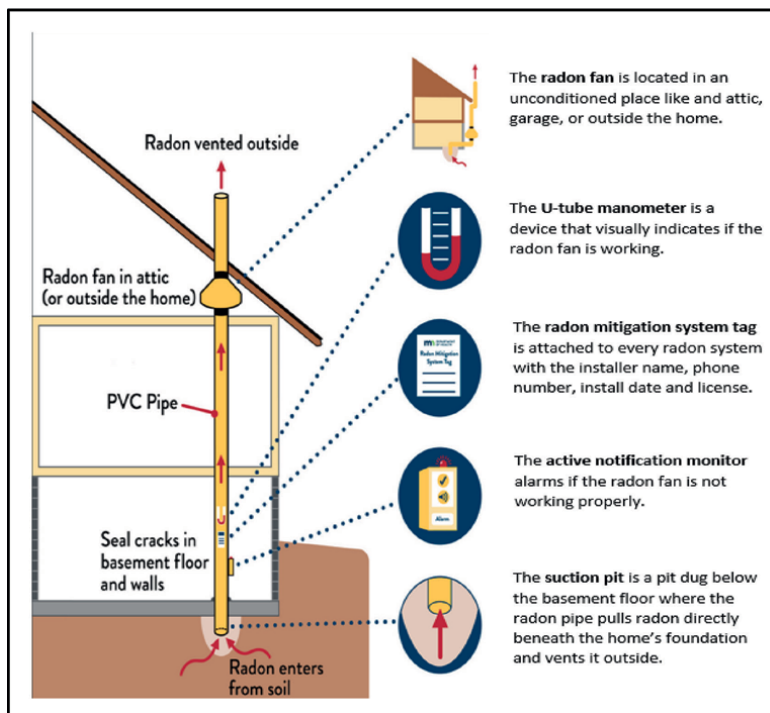 Radon vented outside
Radon fan in attic
(or outside the home)
PVC Pipe
Seal cracks in
basement floor
and walls
Radon enters
from soil
The radon fan is located in an
unconditioned place like and attic,
garage, or outside the home.
The U-tube manometer is a
device that visually indicates if the
radon fan is working.
Radon Mitigation
System Tag
The radon mitigation system tag
is attached to every radon system
with the installer name, phone
number, install date and license.
Alarm
The active notification monitor
alarms if the radon fan is not
working properly.
The suction pit is a pit dug below
the basement floor where the
radon pipe pulls radon directly
beneath the home's foundation
and vents it outside.